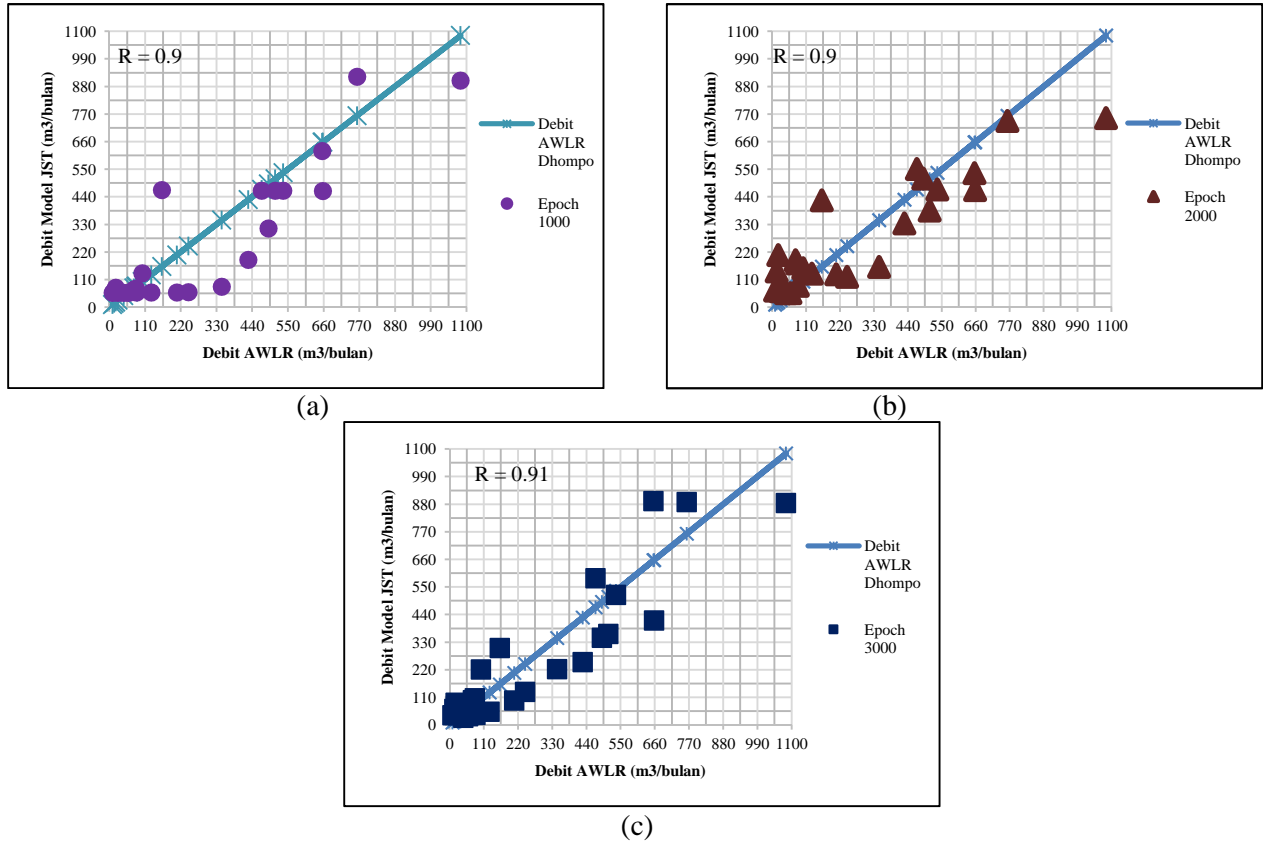 1100
990
880
770
660
550
440
330
220
110
0
Debit Model JST (m3/bulan)
R = 0.9
0 110 220 330 440 550 660 770 880 990 1100
Debit AWLR (m3/bulan)
Debit
AWLR
Dhompo
Epoch
1000
(a)
1100
990
880
770
660
550
440
330
220
110
0
Debit Model JST (m3/bulan)
R = 0.9
0 110 220 330 440 550 660 770 880 990 1100
Debit AWLR (m3/bulan)
Debit
AWLR
Dhompo
Epoch
2000
(b)
1100
990
880
770
660
550
440
330
220
110
0
Debit Model JST (m3/bulan)
R = 0.91
0 110 220 330 440 550 660 770 880 990 1100
Debit AWLR (m3/bulan)
Debit
AWLR
Dhompo
Epoch
3000
(c)